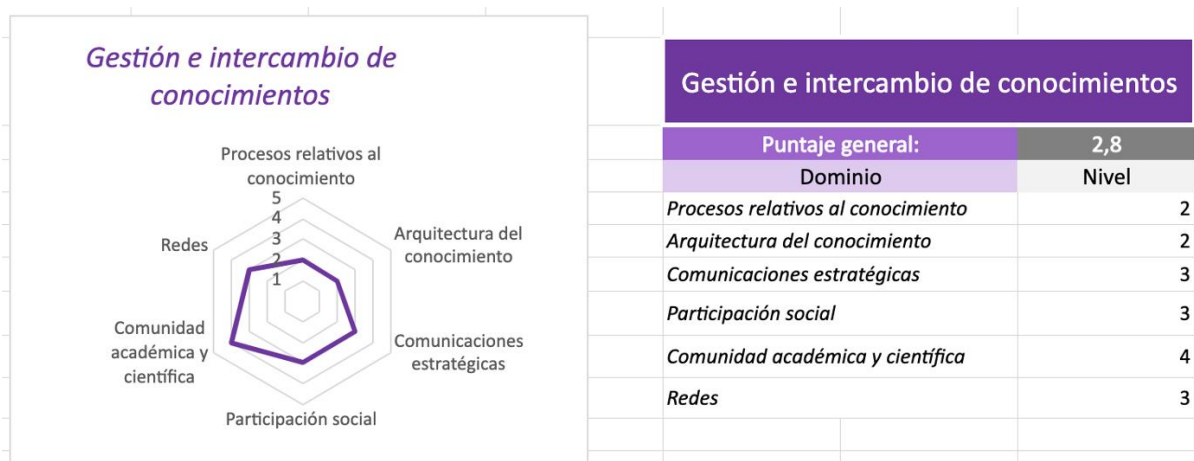 Gestión e intercambio de
conocimientos
Procesos relativos al
conocimiento
5
4
3
2
1
Arquitectura del
conocimiento
Comunicaciones
estratégicas
Participación social
Comunidad
académica y
científica
Redes
Gestión e intercambio de conocimientos
Puntaje general: 2,8
Dominio Nivel
Procesos relativos al conocimiento 2
Arquitectura del conocimiento 2
Comunicaciones estratégicas 3
Participación social 3
Comunidad académica y científica 4
Redes 3